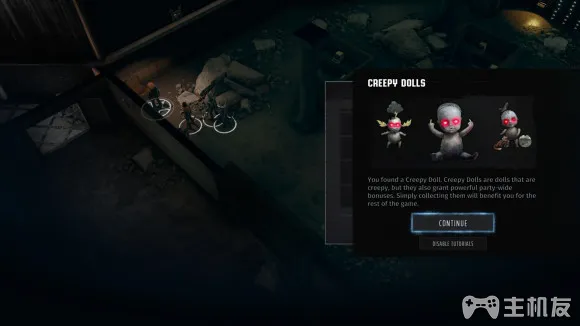 CREEPY DOLLS
You found a Creepy Doll. Creepy Dolls are dolls that are
creepy, but they also grant powerful party-wide
bonuses. Simply collecting them will benefit you for the
rest of the game.
CONTINUE
DISABLE TUTORIALS
主机友